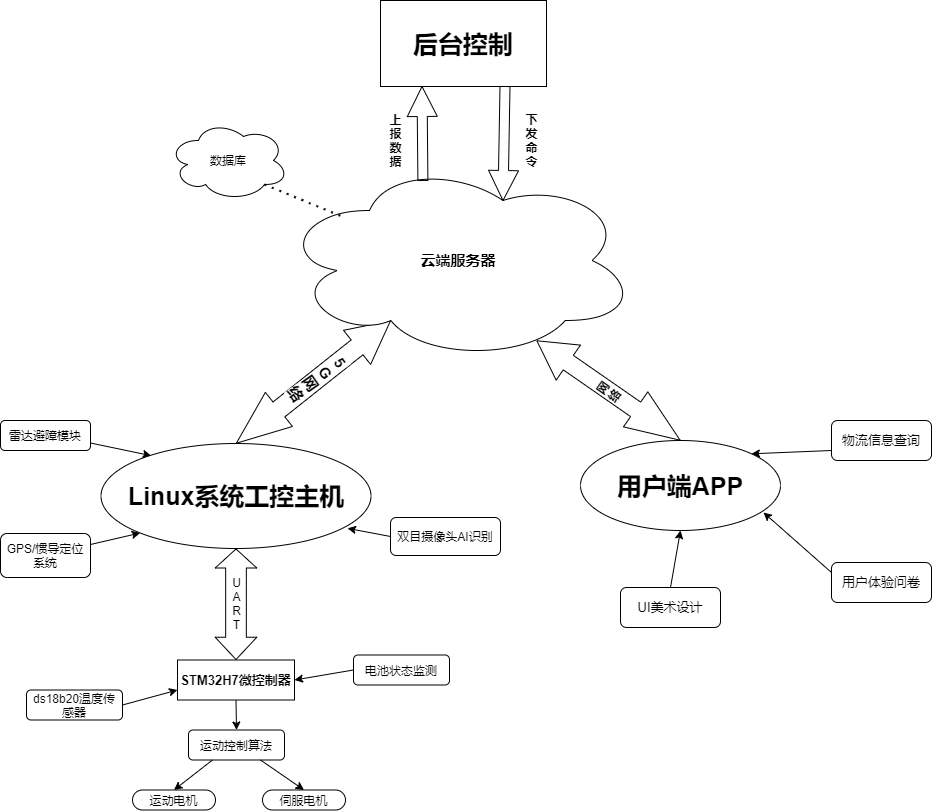 后台控制
上报数据
下发命令
数据库
云端服务器
5G网络
网络
雷达避障模块
Linux系统工控主机
GPS/惯导定位
系统
双目摄像头AI识别
用户端APP
物流信息查询
UI美术设计
用户体验问卷
UART
STM32H7微控制器
电池状态监测
ds18b20温度传
感器
运动控制算法
运动电机
伺服电机